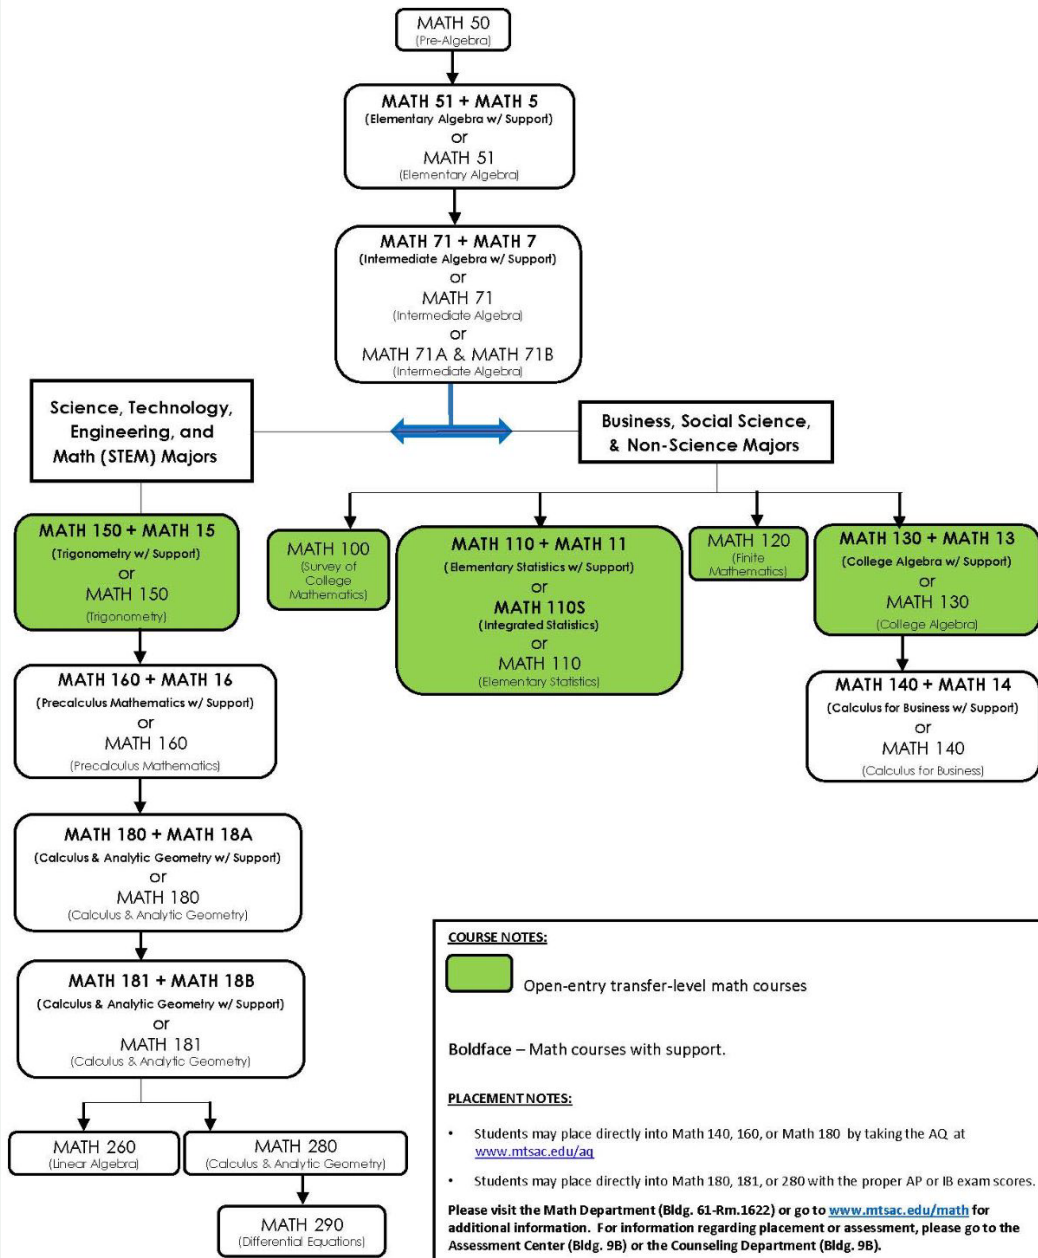 MATH 50
(Pre-Algebra)
MATH 51 + MATH 5
(Elementary Algebra w/ Support)
or
MATH 51
(Elementary Algebra)
MATH 71 + MATH 7
(Intermediate Algebra w/ Support)
or
MATH 71
(Intermediate Algebra)
or
MATH 71A & MATH 71B
(Intermediate Algebra)
Science, Technology,
Engineering, and
Math (STEM) Majors
Business, Social Science,
& Non-Science Majors
MATH 150 + MATH 15
(Trigonometry w/ Support)
or
MATH 150
(Trigonometry)
MATH 100
(Survey of
College
Mathematics)
MATH 110 + MATH 11
(Elementary Statistics w/ Support)
or
MATH 110S
(Integrated Statistics)
or
MATH 110
(Elementary Statistics)
MATH 120
(Finite
Mathematics)
MATH 130 + MATH 13
(College Algebra w/ Support)
or
MATH 130
(College Algebra)
MATH 160 + MATH 16
(Precalculus Mathematics w/ Support)
or
MATH 160
(Precalculus Mathematics)
MATH 140 + MATH 14
(Calculus for Business w/ Support)
or
MATH 140
(Calculus for Business)
MATH 180 + MATH 18A
(Calculus & Analytic Geometry w/ Support)
or
MATH 180
(Calculus & Analytic Geometry)
MATH 181 + MATH 18B
(Calculus & Analytic Geometry w/ Support)
or
MATH 181
(Calculus & Analytic Geometry)
MATH 260
(Linear Algebra)
MATH 280
(Calculus & Analytic Geometry)
MATH 290
(Differential Equations)
COURSE NOTES:
Open-entry transfer-level math courses
Boldface – Math courses with support.
PLACEMENT NOTES:
• Students may place directly into Math 140, 160, or Math 180 by taking the AQ at
www.mtsac.edu/aq
• Students may place directly into Math 180, 181, or 280 with the proper AP or IB exam scores.
Please visit the Math Department (Bldg. 61-Rm.1622) or go to www.mtsac.edu/math for
additional information. For information regarding placement or assessment, please go to the
Assessment Center (Bldg. 9B) or the Counseling Department (Bldg. 9B).